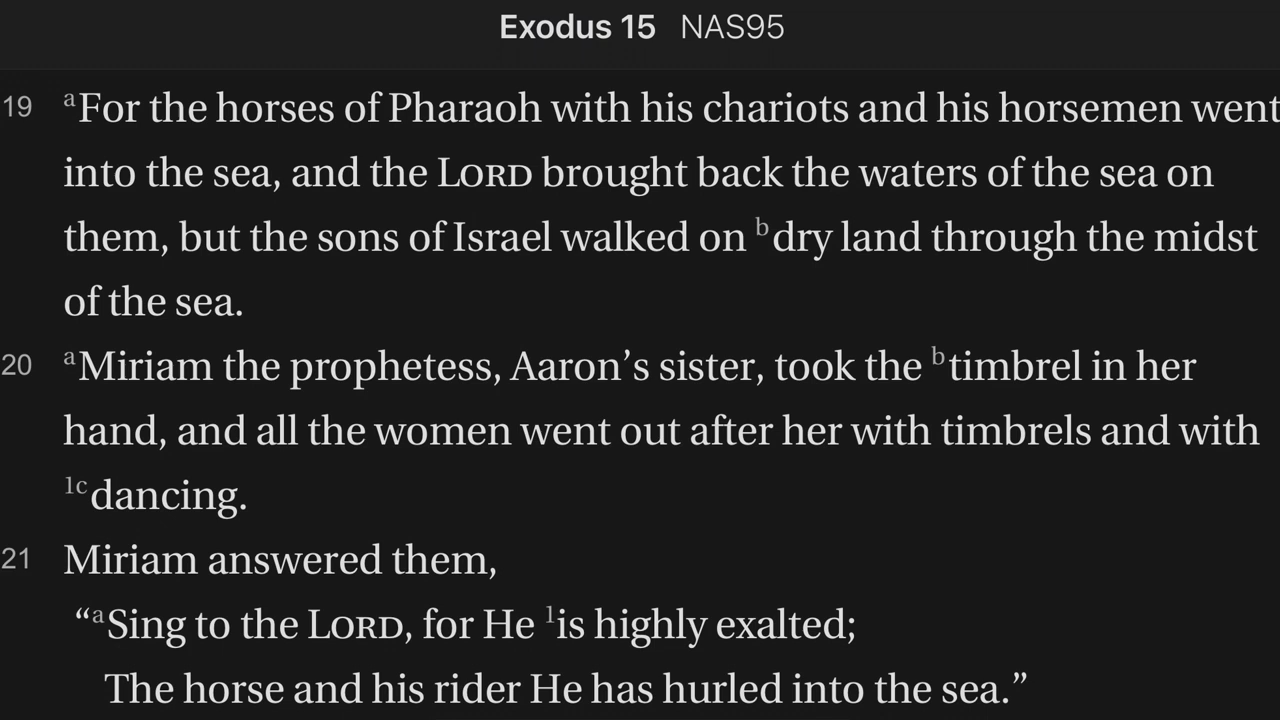 Exodus 15 NAS95
19 aFor the horses of Pharaoh with his chariots and his horsemen went
into the sea, and the LORD brought back the waters of the sea on
them, but the sons of Israel walked on bdry land through the midst
of the sea.
20 aMiriam the prophetess, Aaron’s sister, took the btimbrel in her
hand, and all the women went out after her with timbrels and with
1cdancing.
21 Miriam answered them,
“aSing to the LORD, for He 1is highly exalted;
The horse and his rider He has hurled into the sea.”